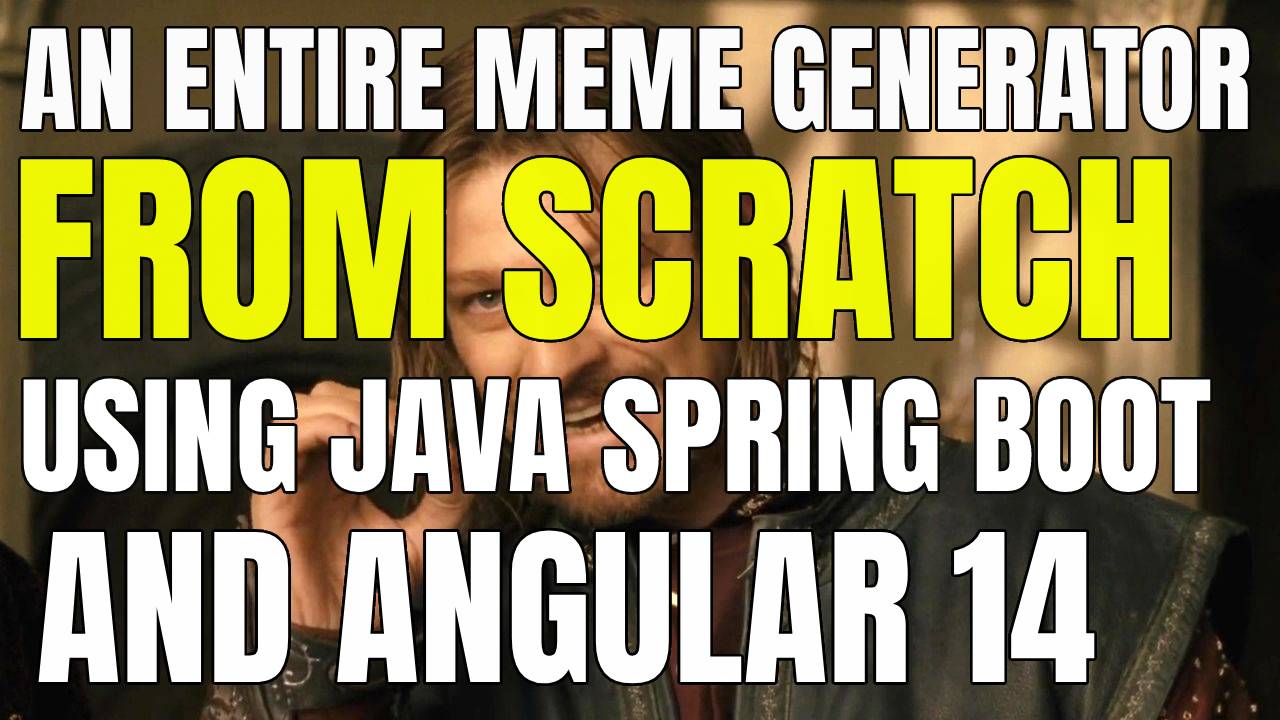 AN ENTIRE MEME GENERATOR
FROM SCRATCH
USING JAVA SPRING BOOT
AND ANGULAR 14